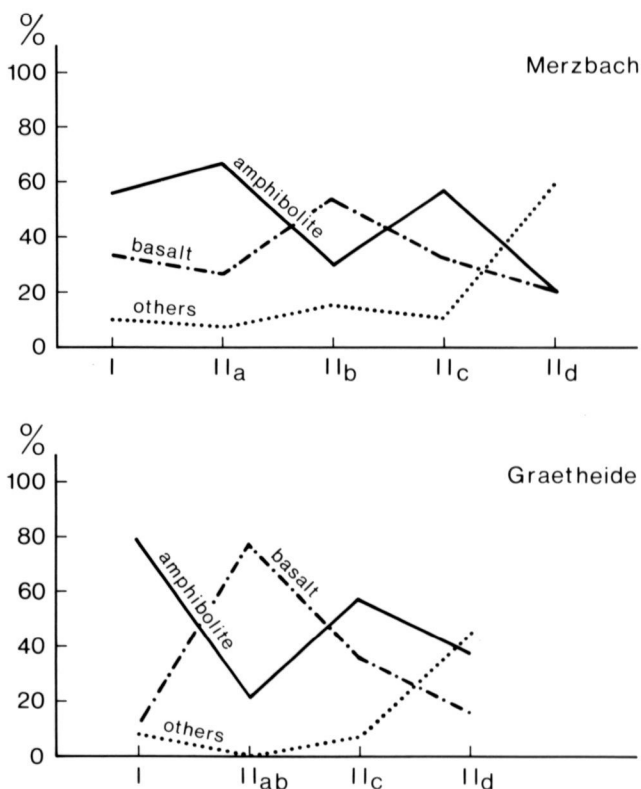 %
Merzbach
100
80
60
40
20
0
amphibolite
basalt
others
I IIa IIb IIc IId
%
Graetheide
100
80
60
40
20
0
amphibolite
basalt
others
I IIab IIc IId